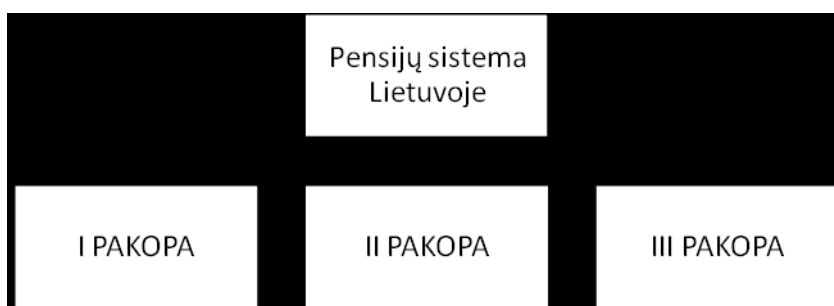 Pensijų sistema
Lietuvoje
I PAKOPA
II PAKOPA
III PAKOPA